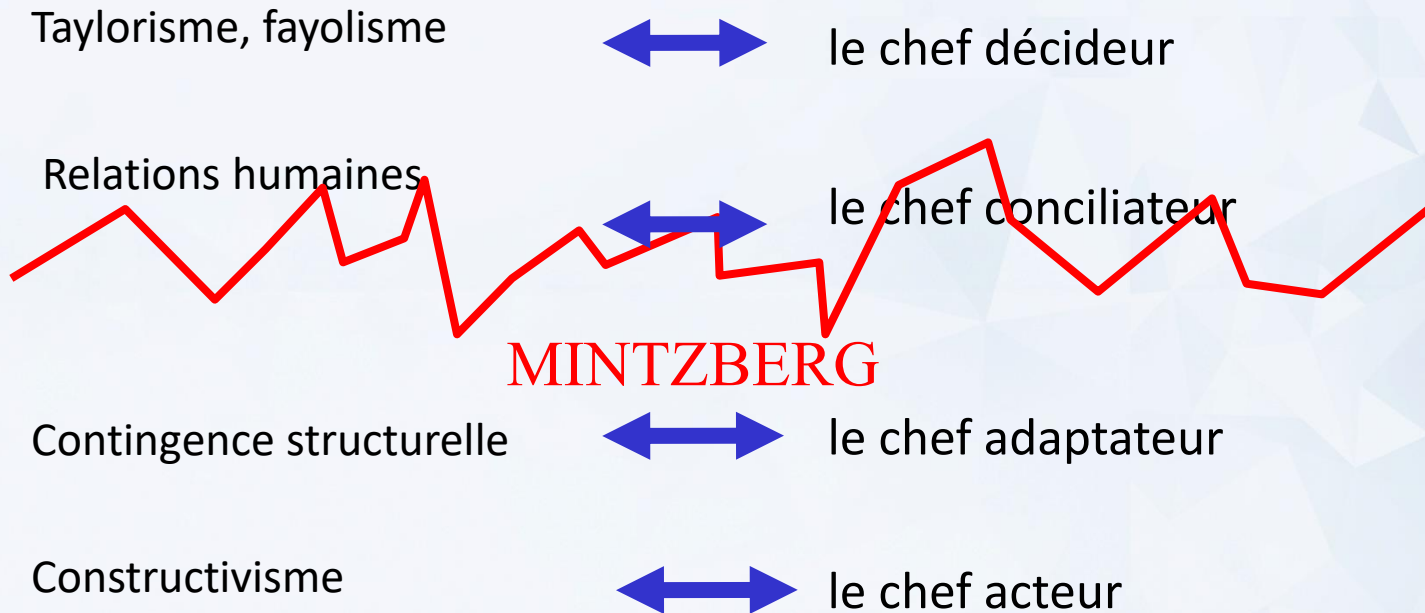 Taylorisme, fayolisme
le chef décideur
Relations humaines
le chef conciliateur
MINTZBERG
Contingence structurelle
le chef adaptateur
Constructivisme
le chef acteur